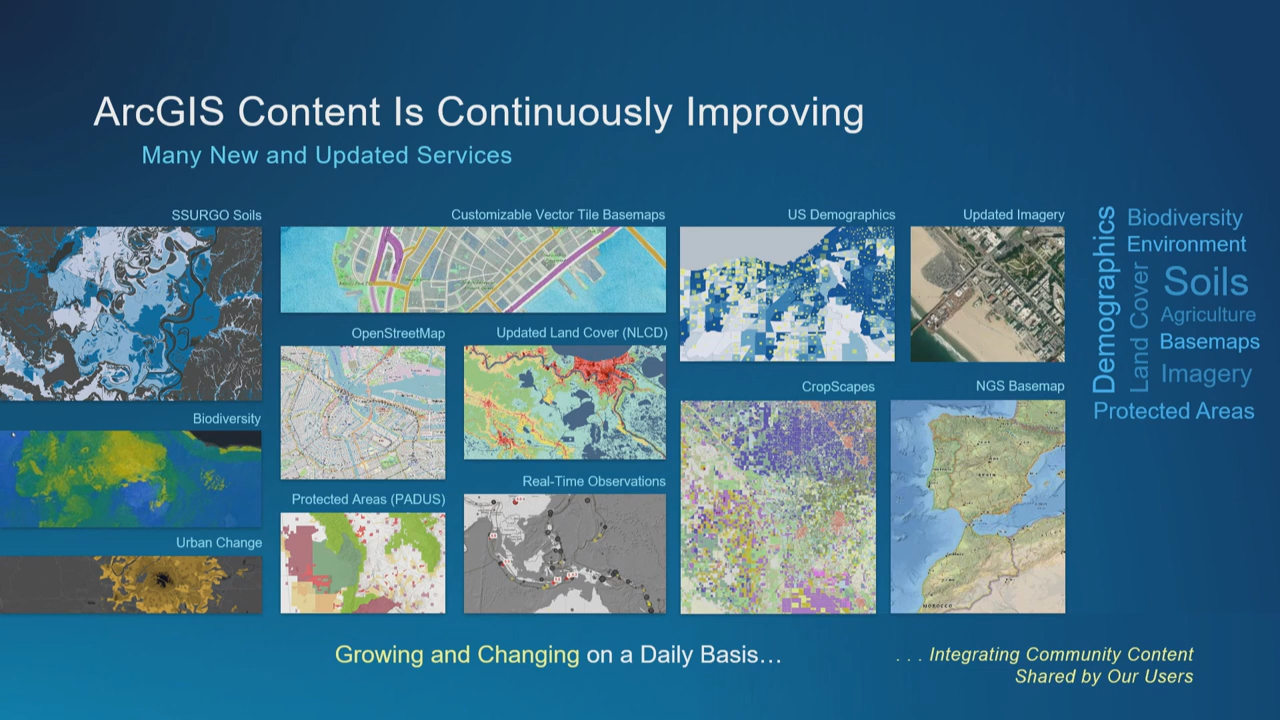 ArcGIS Content Is Continuously Improving
Many New and Updated Services
SSURGO Soils
Customizable Vector Tile Basemaps
US Demographics
Updated Imagery
OpenStreetMap
Updated Land Cover (NLCD)
CropScapes
NGS Basemap
Biodiversity
Real-Time Observations
Protected Areas (PADUS)
Urban Change
MOROCCO
Demographics
Land Cover
Biodiversity
Environment
Soils
Agriculture
Basemaps
Imagery
Protected Areas
Growing and Changing on a Daily Basis…
. . . Integrating Community Content
Shared by Our Users